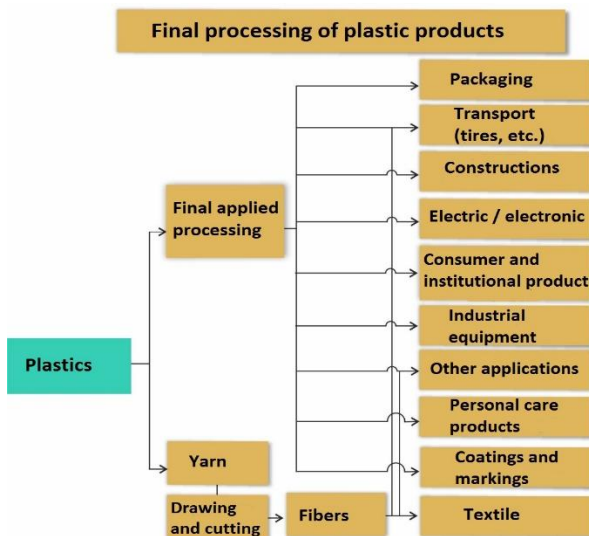 Final processing of plastic products
Packaging
Transport
(tires, etc.)
Constructions
Final applied
processing
Electric / electronic
Consumer and
institutional product
Industrial
equipment
Plastics
Other applications
Personal care
products
Yarn
Coatings and
markings
Drawing
and cutting
Fibers
Textile